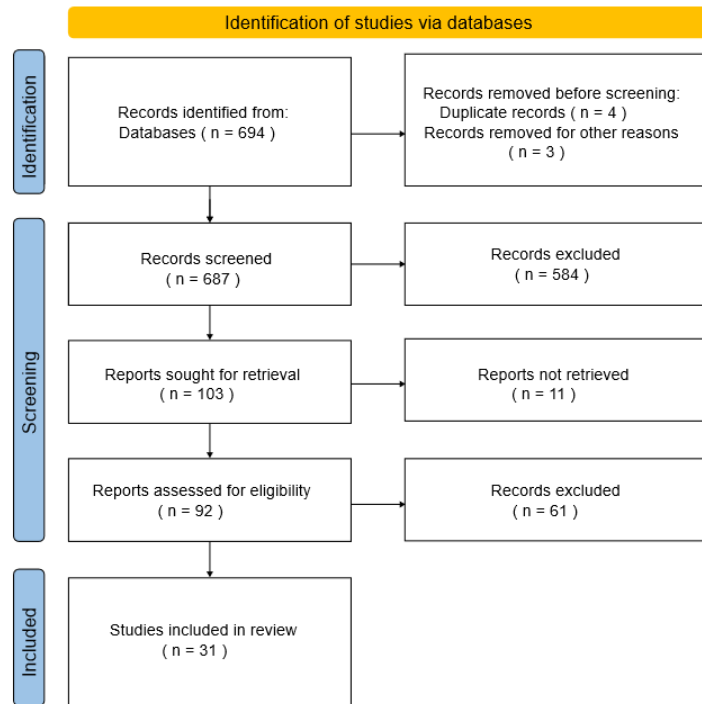 Identification of studies via databases
Identification
Records identified from:
Databases ( n = 694 )
Records removed before screening:
Duplicate records ( n = 4 )
Records removed for other reasons
( n = 3 )
Screening
Records screened
( n = 687 )
Records excluded
( n = 584 )
Reports sought for retrieval
( n = 103 )
Reports not retrieved
( n = 11 )
Reports assessed for eligibility
( n = 92 )
Records excluded
( n = 61 )
Included
Studies included in review
( n = 31 )